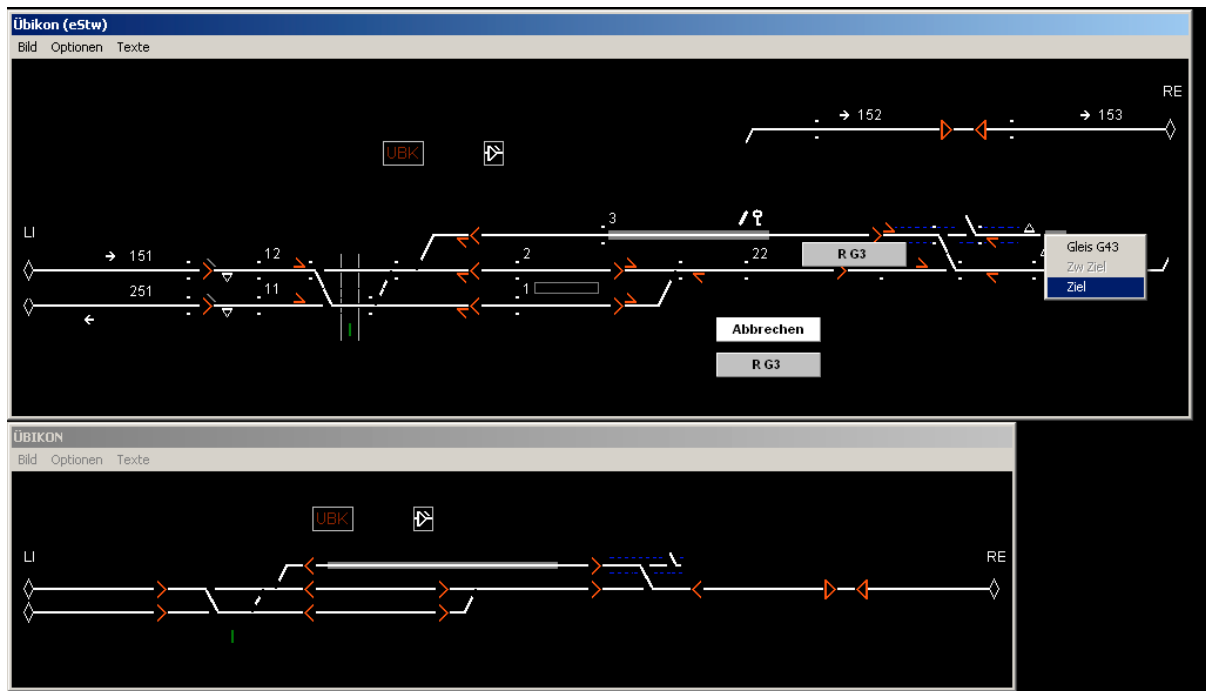 Übikon (eStw)
Bild Optionen Texte
RE
152 153
UBK
3
LI
151 12 2 22 R G3 Gleis G43
Zw Ziel
251 11 1 Ziel
Abbrechen
R G3
ÜBIKON
Bild Optionen Texte
UBK
LI RE